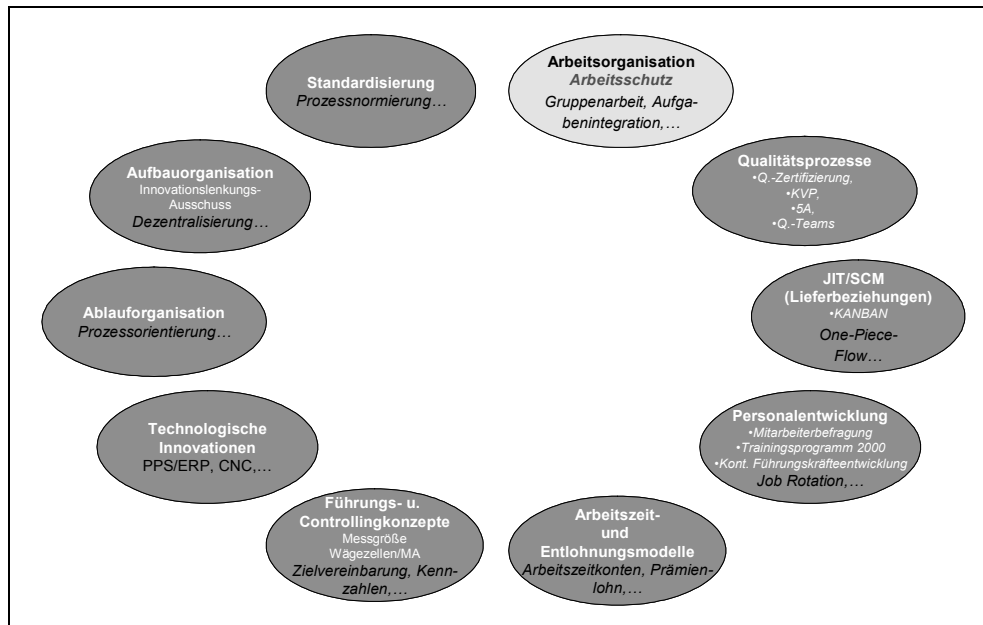 Standardisierung
Prozessnormierung…
Arbeitsorganisation
Arbeitsschutz
Gruppenarbeit, Aufga-
benintegration,…
Aufbauorganisation
Innovationslenkungs-
Ausschuss
Dezentralisierung…
Qualitätsprozesse
•Q.-Zertifizierung,
•KVP,
•5A,
•Q.-Teams
Ablauforganisation
Prozessorientierung…
JIT/SCM
(Lieferbeziehungen)
•KANBAN
One-Piece-
Flow…
Technologische
Innovationen
PPS/ERP, CNC,…
Personalentwicklung
•Mitarbeiterbefragung
•Trainingsprogramm 2000
•Kont. Führungskräfteentwicklung
Job Rotation,…
Führungs- u.
Controllingkonzepte
Messgröße
Wägezellen/MA
Zielvereinbarung, Kenn-
zahlen,…
Arbeitszeit-
und
Entlohnungsmodelle
Arbeitszeitkonten, Prämien-
lohn,…